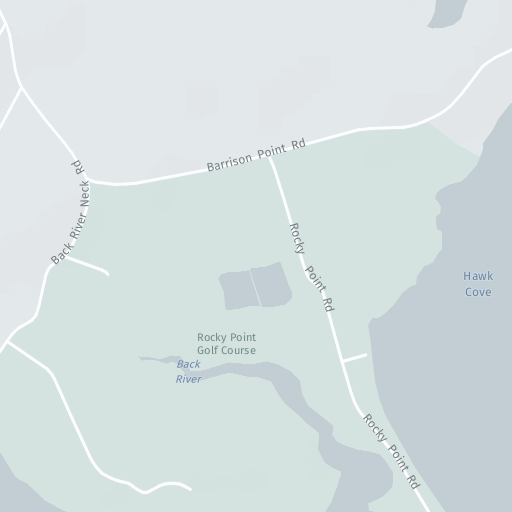 Barrison Point Rd
Back River Neck Rd
Rocky Point Rd
Hawk
Cove
Rocky Point
Golf Course
Back
River
Rocky Point Rd